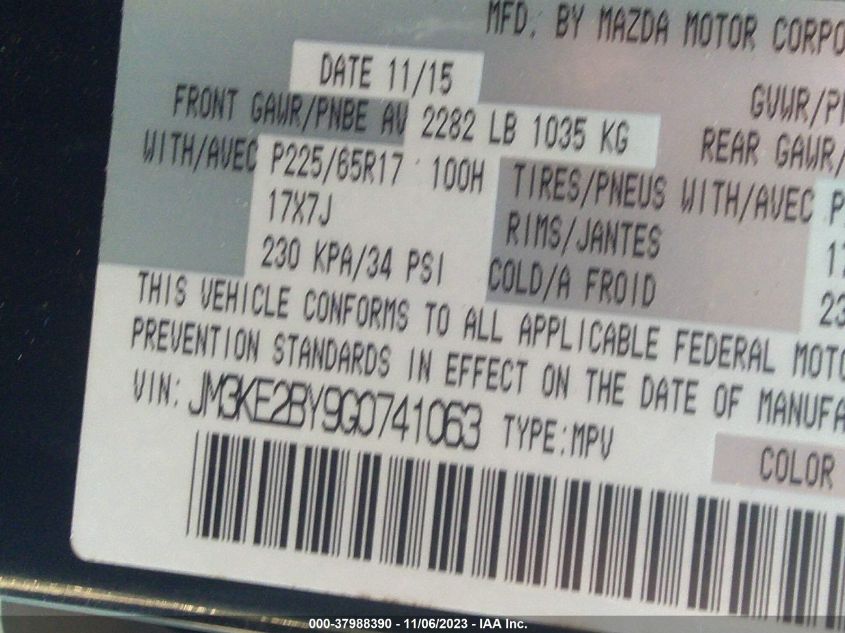 MFD. BY MAZDA MOTOR CORPO
DATE 11/15
GVWR/PN
FRONT GAWR/PNBE AV 2282 LB 1035 KG
REAR GAWR/
WITH/AVEC P225/65R17 100H TIRES/PNEUS WITH/AVEC P
17X7J RIMS/JANTES 17
230 KPA/34 PSI COLD/A FROID 23
THIS VEHICLE CONFORMS TO ALL APPLICABLE FEDERAL MOTO
PREVENTION STANDARDS IN EFFECT ON THE DATE OF MANUFA
VIN: JM3KE2BY9G0741063 TYPE:MPV
COLOR
000-37988390 - 11/06/2023 - IAA Inc.